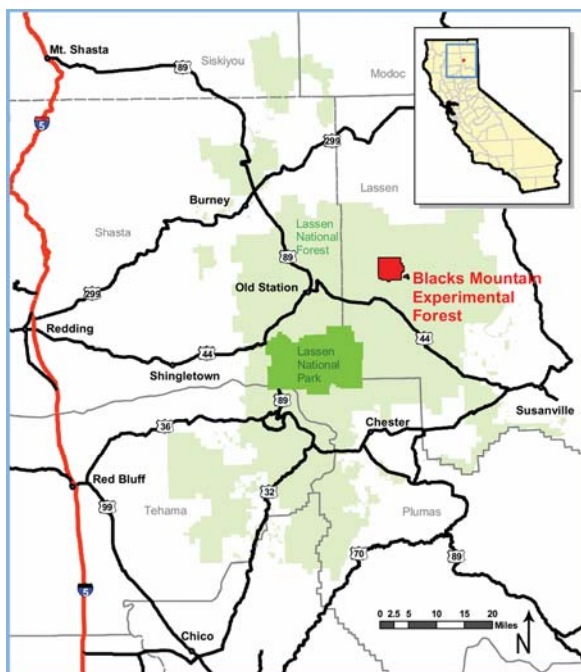 Mt. Shasta
89
Siskiyou
Modoc
5
299
Burney
Lassen
Shasta
Lassen
National
Forest
89
299
Old Station
Blacks Mountain
Experimental
Forest
Redding
44
44
Lassen
National
Park
Shingletown
89
Susanville
36
Chester
Red Bluff
32
99
Tehama
Plumas
70
89
5
0 2.5 5 10 15 20
Miles
N
Chico